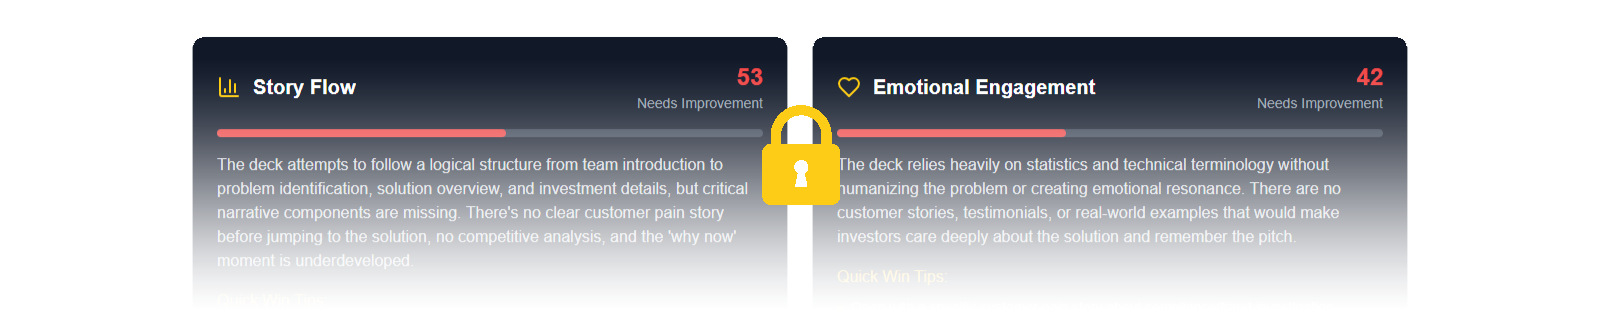 Story Flow
53
Needs Improvement
The deck attempts to follow a logical structure from team introduction to
problem identification, solution overview, and investment details, but critical
narrative components are missing. There's no clear customer pain story
before jumping to the solution, no competitive analysis, and the 'why now'
moment is underdeveloped.
Quick Win Tips:
Emotional Engagement
42
Needs Improvement
The deck relies heavily on statistics and technical terminology without
humanizing the problem or creating emotional resonance. There are no
customer stories, testimonials, or real-world examples that would make
investors care deeply about the solution and remember the pitch.
Quick Win Tips: